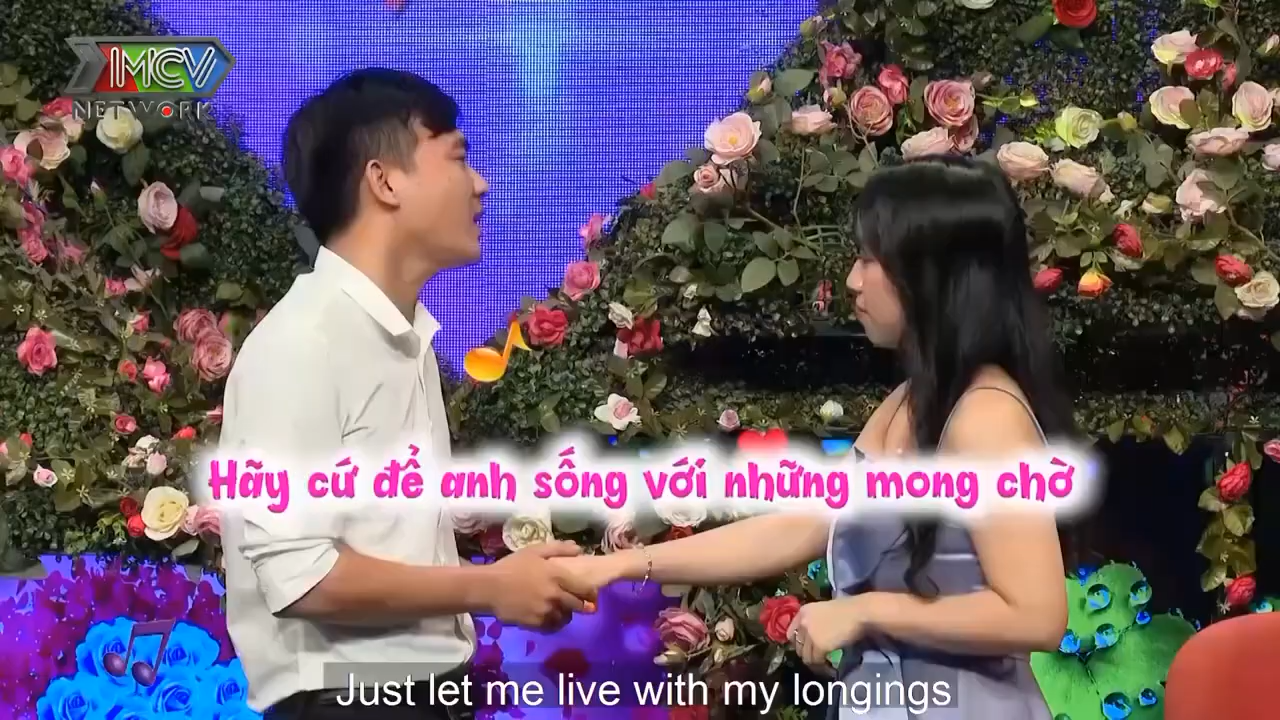 MCV
NETWORK
Hãy cứ để anh sống với những mong chờ
Just let me live with my longings